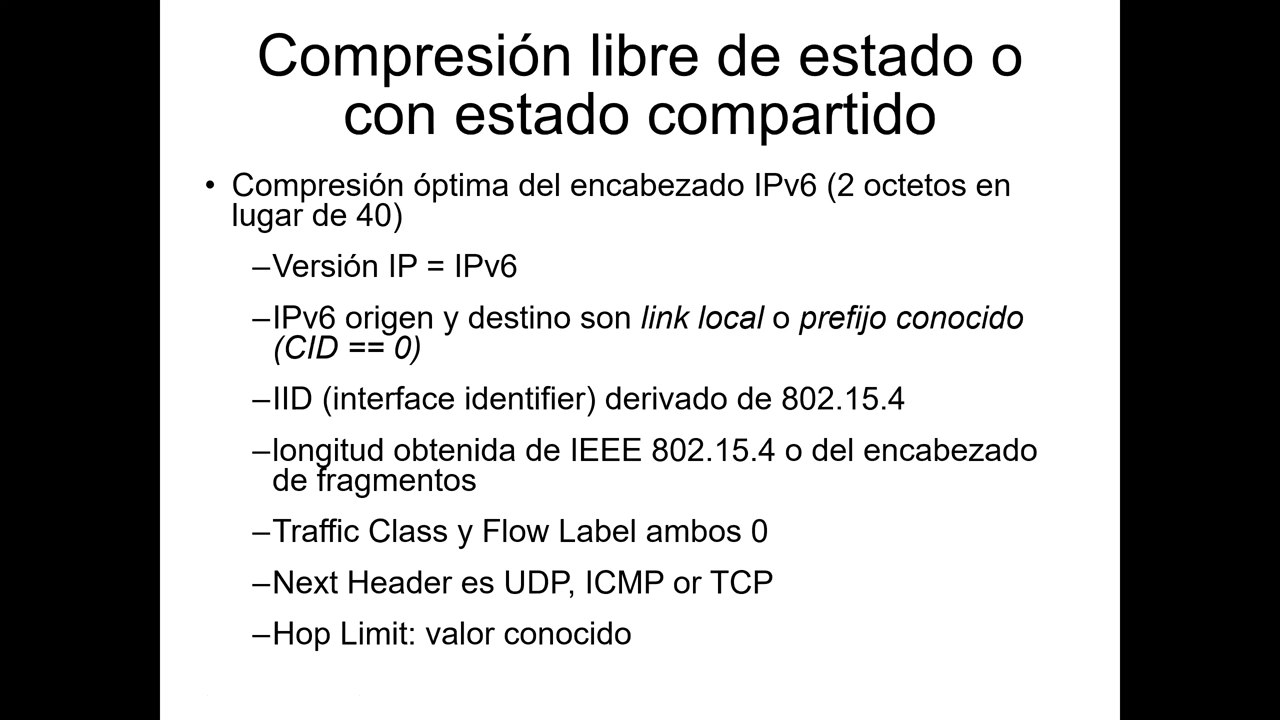 Compresión libre de estado o
con estado compartido
• Compresión óptima del encabezado IPv6 (2 octetos en
lugar de 40)
–Versión IP = IPv6
–IPv6 origen y destino son link local o prefijo conocido
(CID == 0)
–IID (interface identifier) derivado de 802.15.4
–longitud obtenida de IEEE 802.15.4 o del encabezado
de fragmentos
–Traffic Class y Flow Label ambos 0
–Next Header es UDP, ICMP or TCP
–Hop Limit: valor conocido